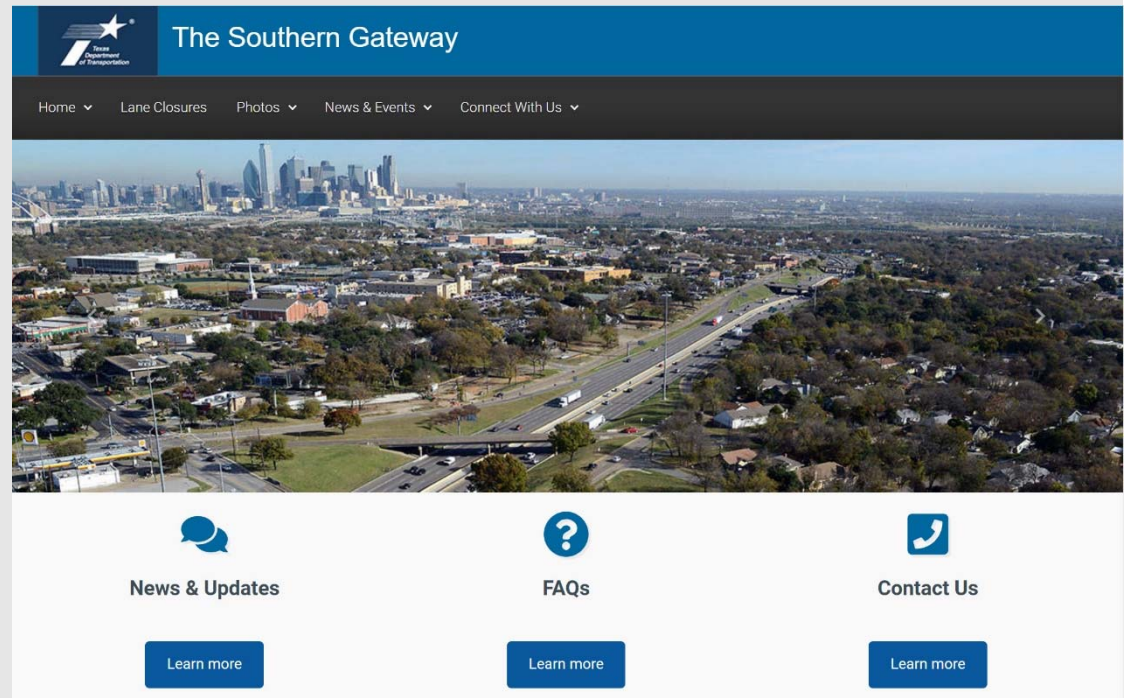 Texas
Department
of Transportation
The Southern Gateway
Home
Lane Closures
Photos
News & Events
Connect With Us
News & Updates
FAQs
Contact Us
Learn more
Learn more
Learn more